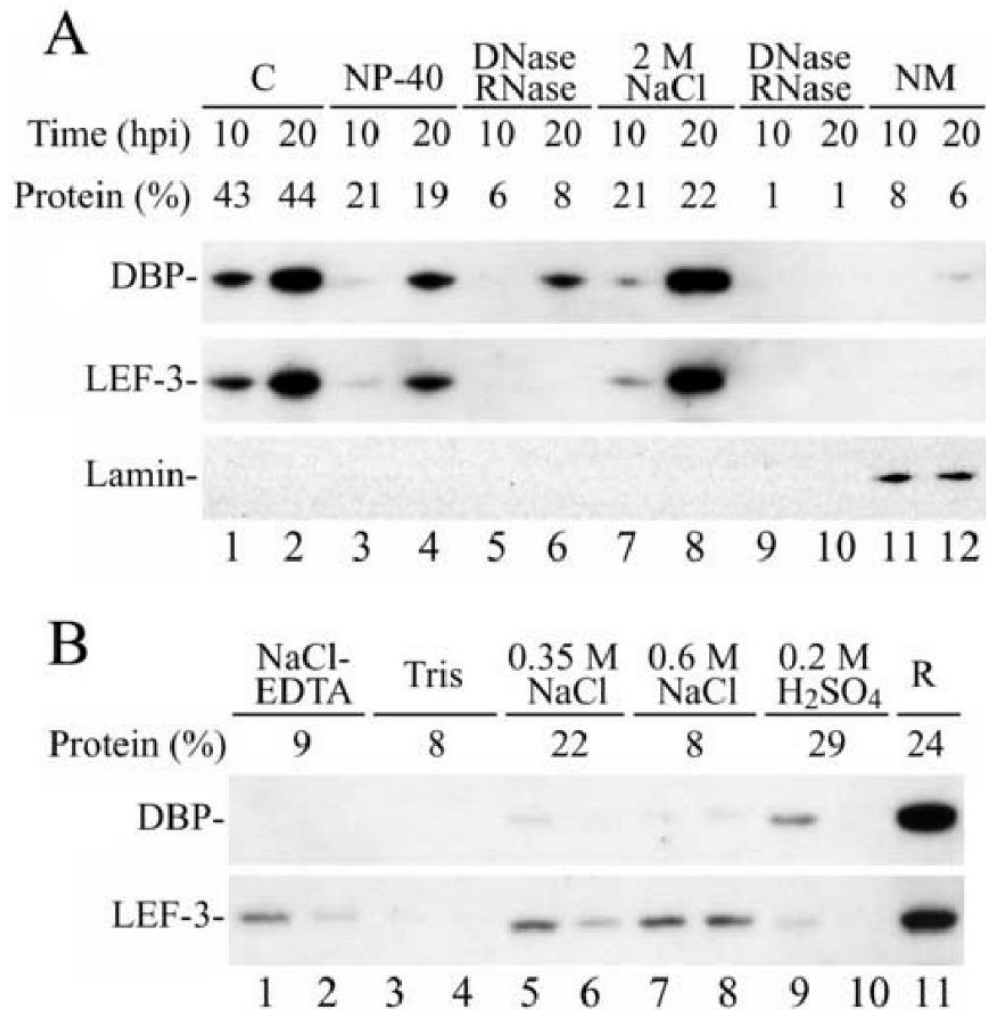 A
C NP-40 DNase RNase 2 M NaCl DNase RNase NM
Time (hpi) 10 20 10 20 10 20 10 20 10 20 10 20
Protein (%) 43 44 21 19 6 8 21 22 1 1 8 6
DBP-
LEF-3-
Lamin-
1 2 3 4 5 6 7 8 9 10 11 12
B
NaCl-EDTA Tris 0.35 M NaCl 0.6 M NaCl 0.2 M H₂SO₄ R
Protein (%) 9 8 22 8 29 24
DBP-
LEF-3-
1 2 3 4 5 6 7 8 9 10 11